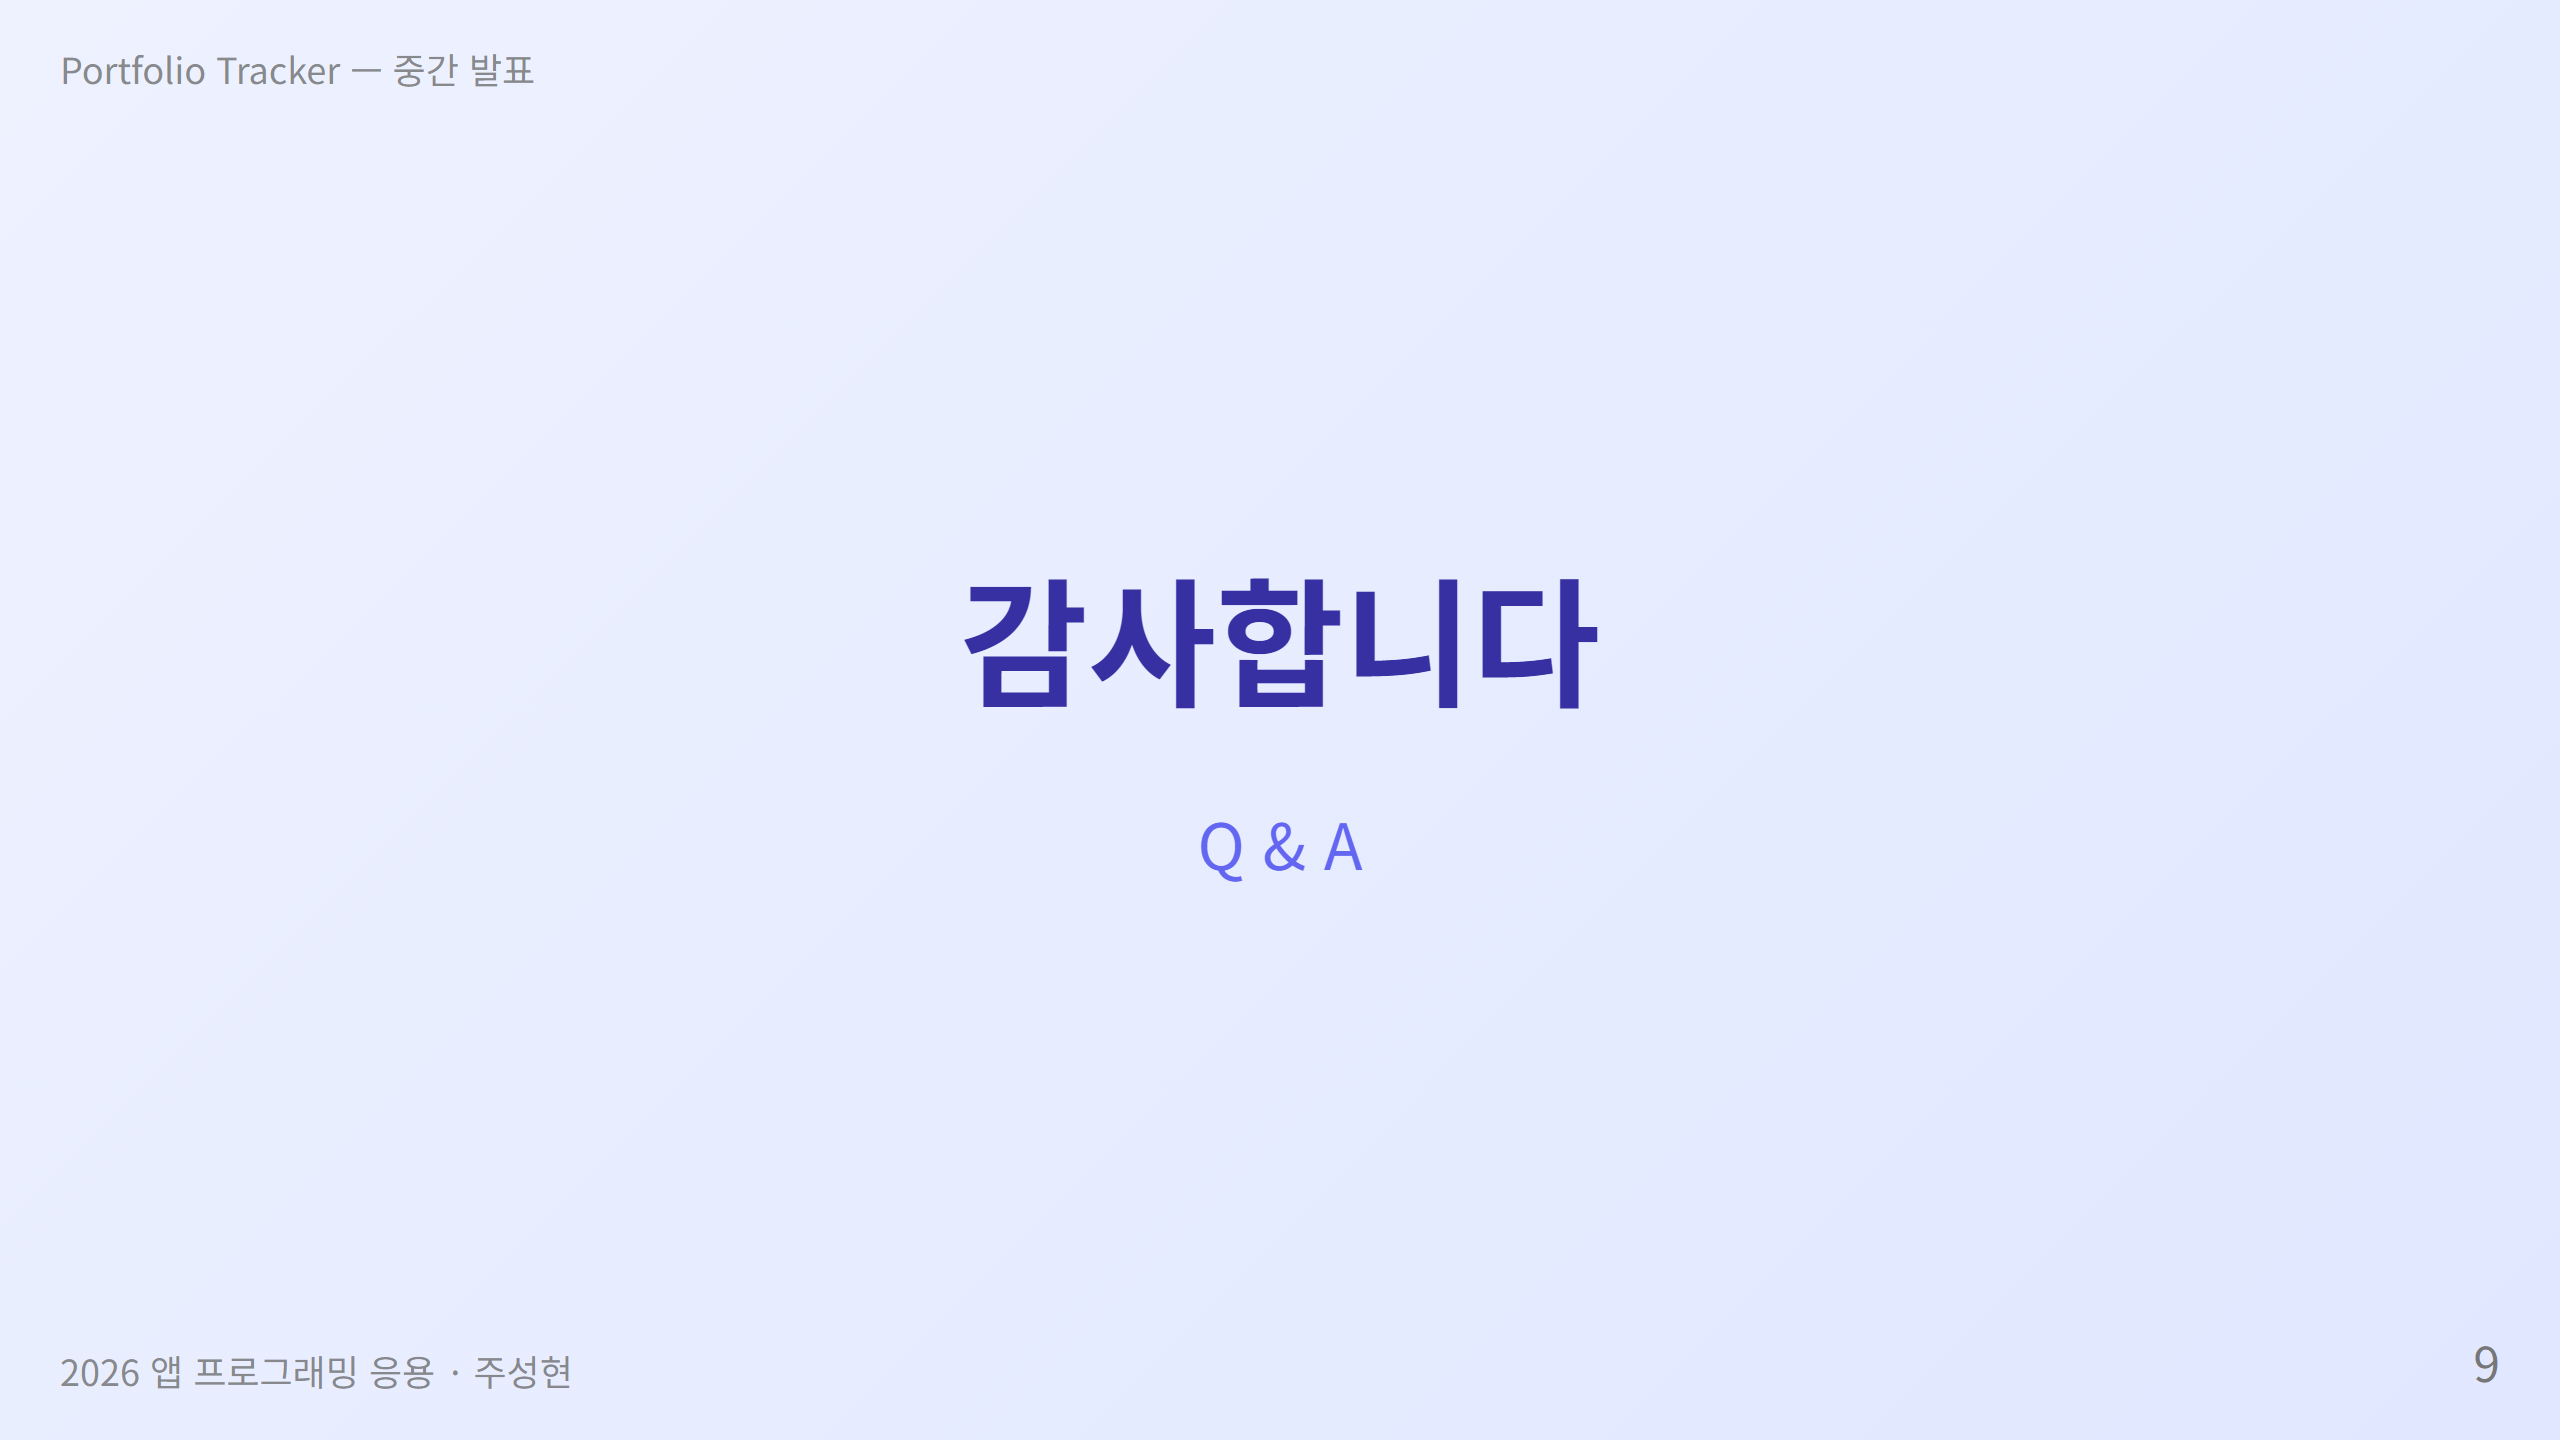 Portfolio Tracker — 중간 발표
감사합니다
Q & A
2026 앱 프로그래밍 응용 · 주성현
9